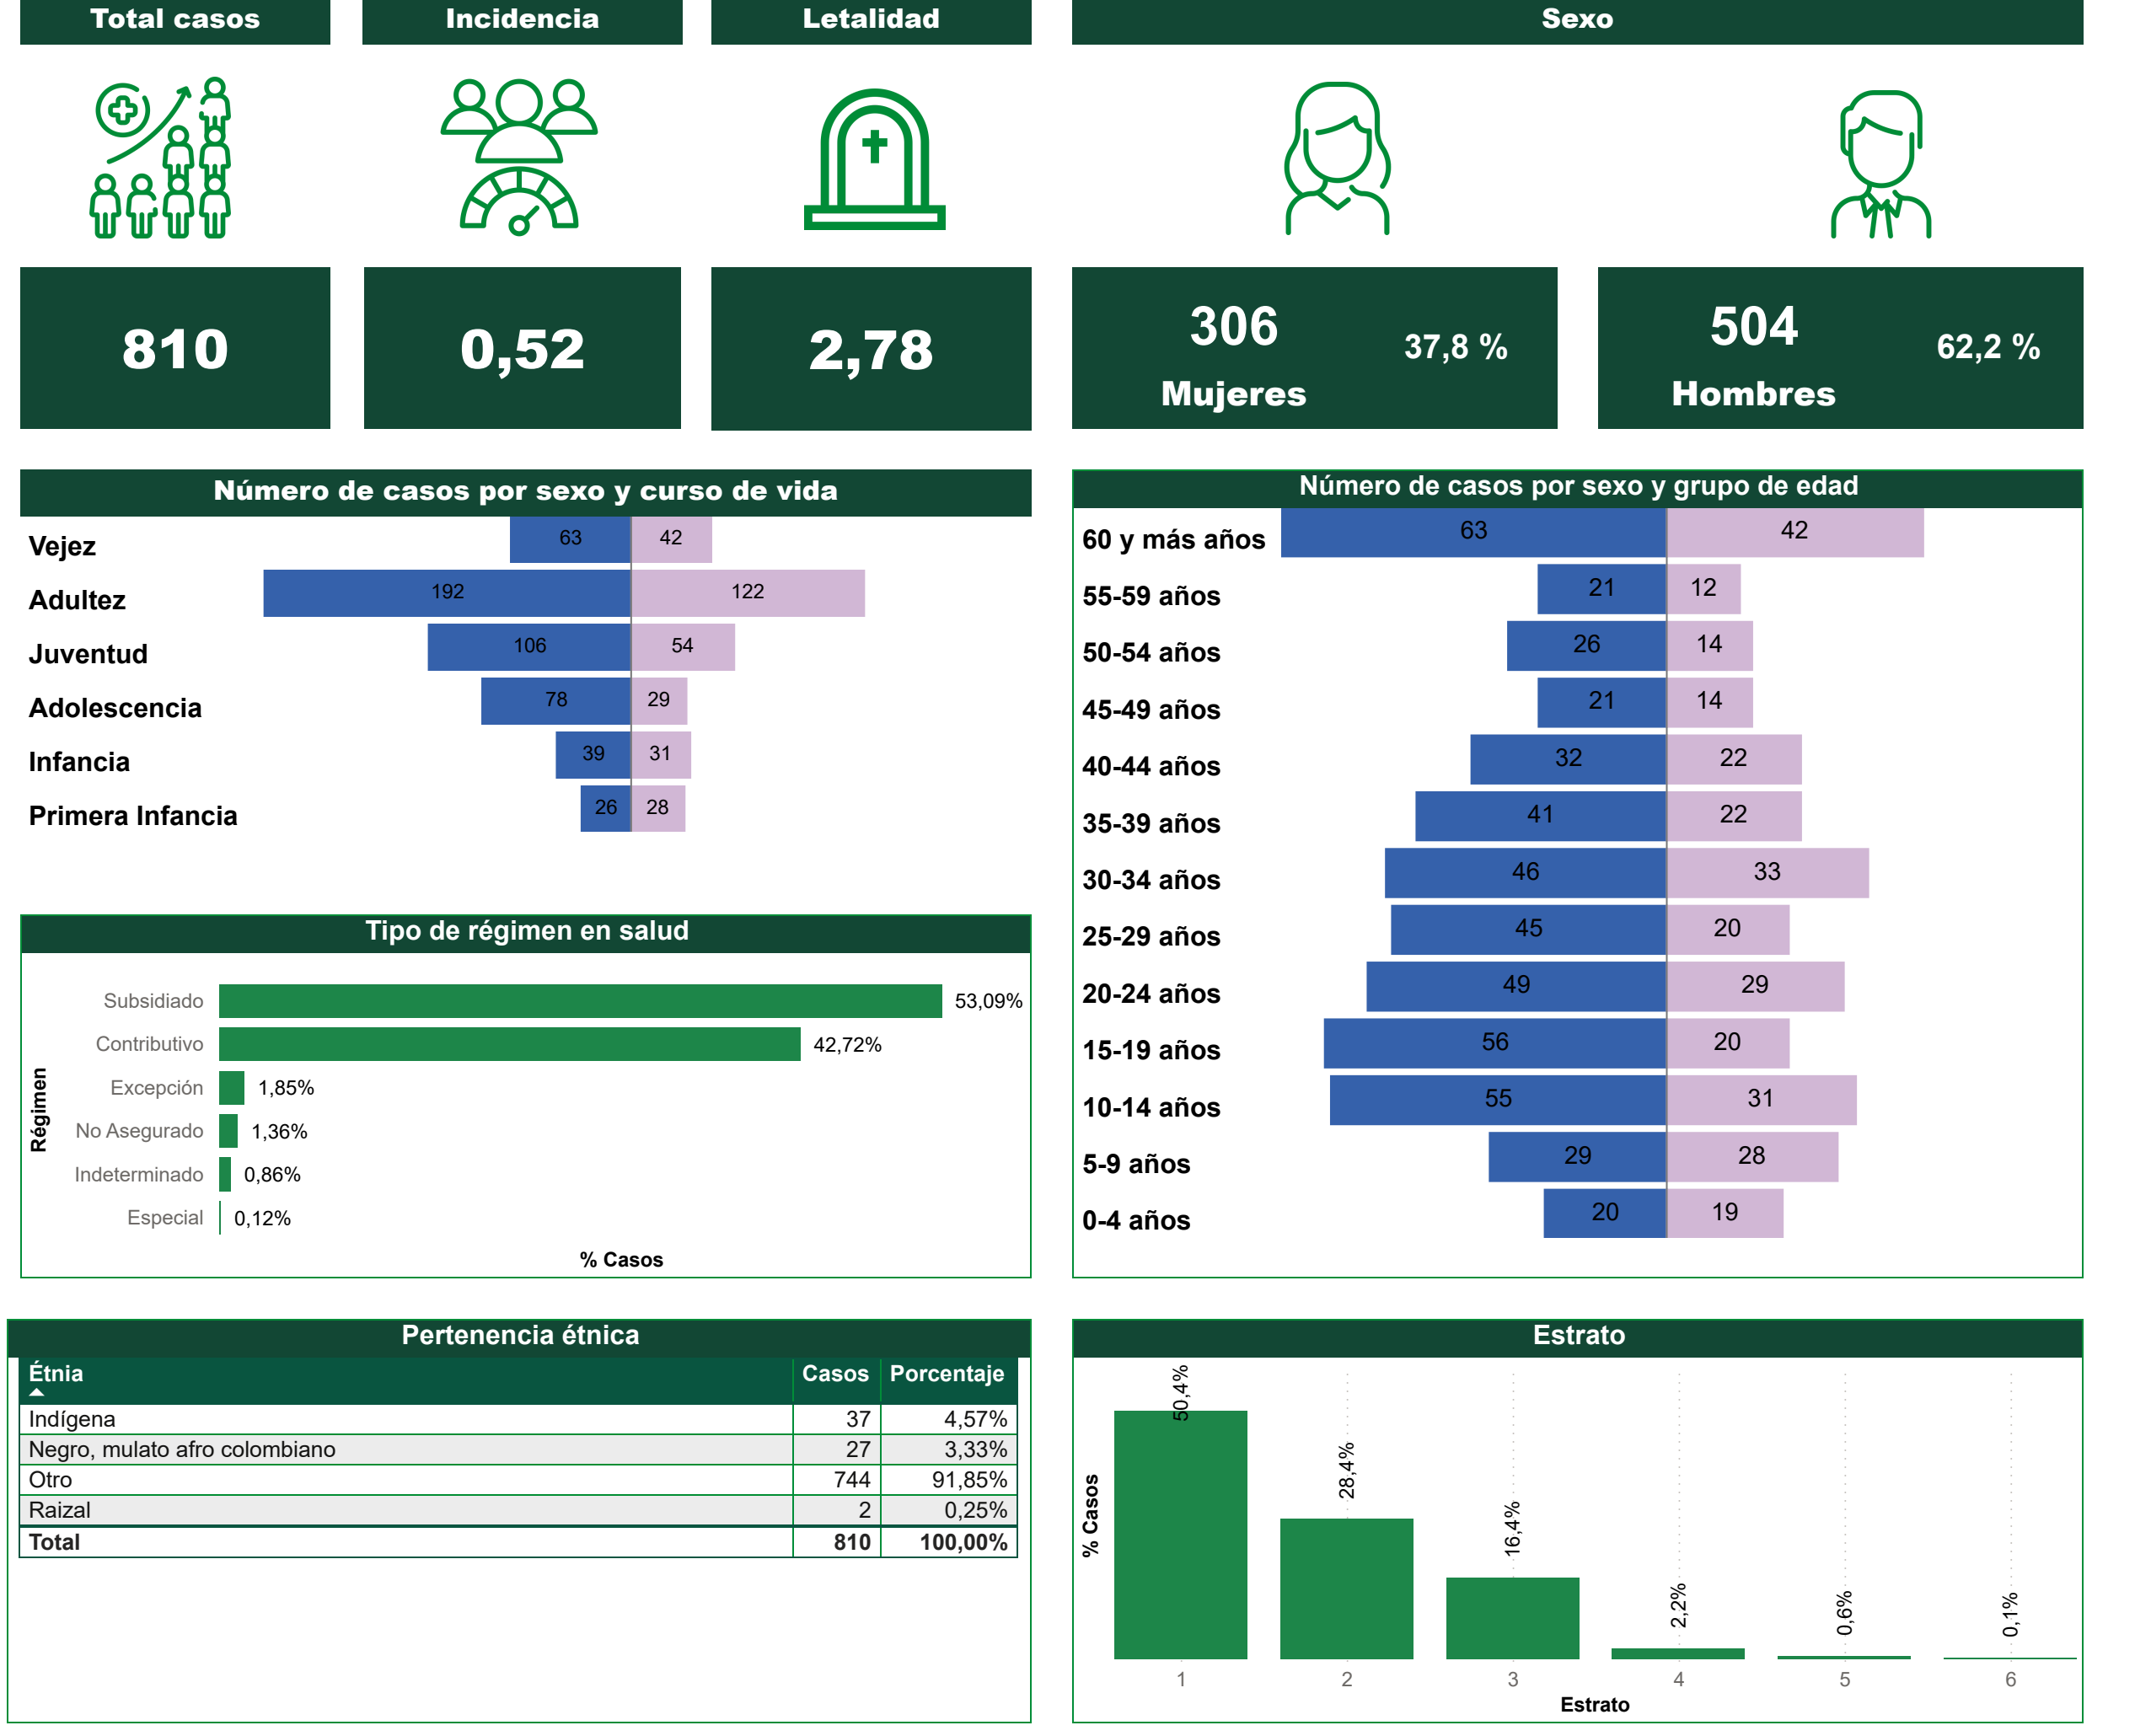 Total casos
Incidencia
Letalidad
Sexo
810
0,52
2,78
306
37,8 %
Mujeres
504
62,2 %
Hombres
Número de casos por sexo y curso de vida
Vejez 63 42
Adultez 192 122
Juventud 106 54
Adolescencia 78 29
Infancia 39 31
Primera Infancia 26 28
Número de casos por sexo y grupo de edad
60 y más años 63 42
55-59 años 21 12
50-54 años 26 14
45-49 años 21 14
40-44 años 32 22
35-39 años 41 22
30-34 años 46 33
25-29 años 45 20
20-24 años 49 29
15-19 años 56 20
10-14 años 55 31
5-9 años 29 28
0-4 años 20 19
Tipo de régimen en salud
Régimen
Subsidiado 53,09%
Contributivo 42,72%
Excepción 1,85%
No Asegurado 1,36%
Indeterminado 0,86%
Especial 0,12%
% Casos
Pertenencia étnica
Étnia Casos Porcentaje
Indígena 37 4,57%
Negro, mulato afro colombiano 27 3,33%
Otro 744 91,85%
Raizal 2 0,25%
Total 810 100,00%
Estrato
% Casos
50,4% 28,4% 16,4% 2,2% 0,6% 0,1%
1 2 3 4 5 6
Estrato